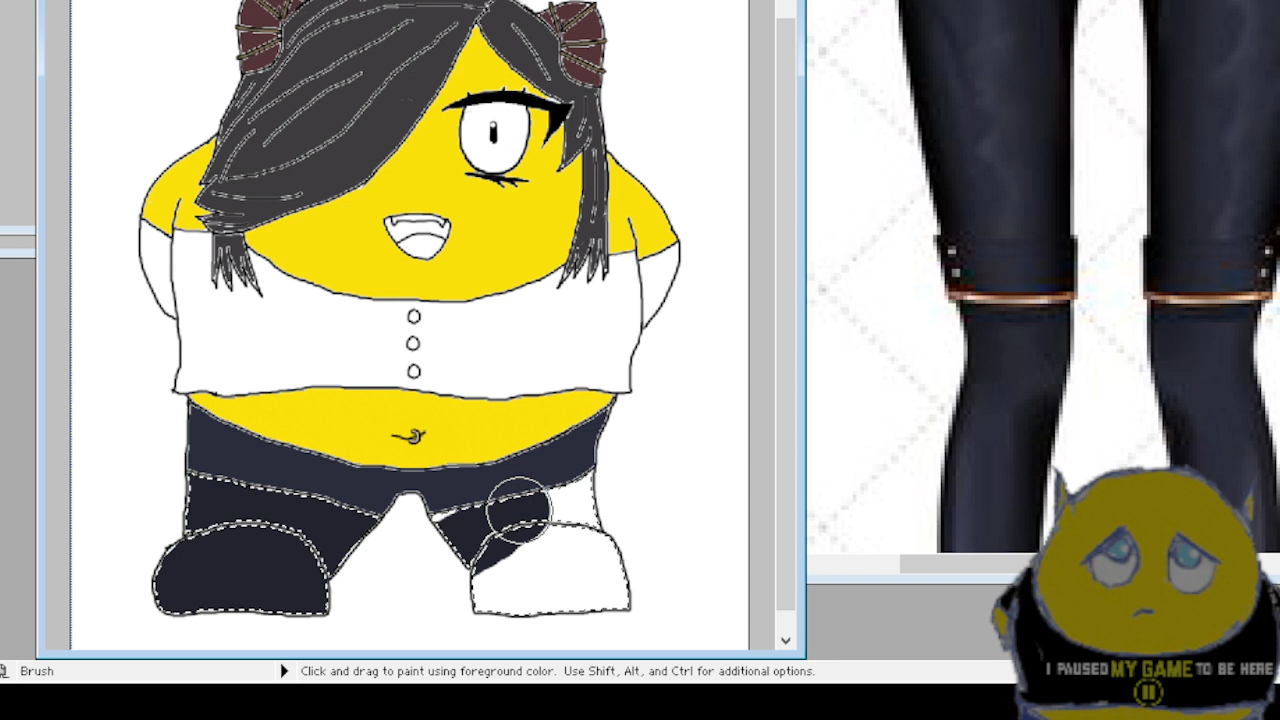 Brush
Click and drag to paint using foreground color. Use Shift, Alt, and Ctrl for additional options.
I PAUSED MY GAME TO BE HERE